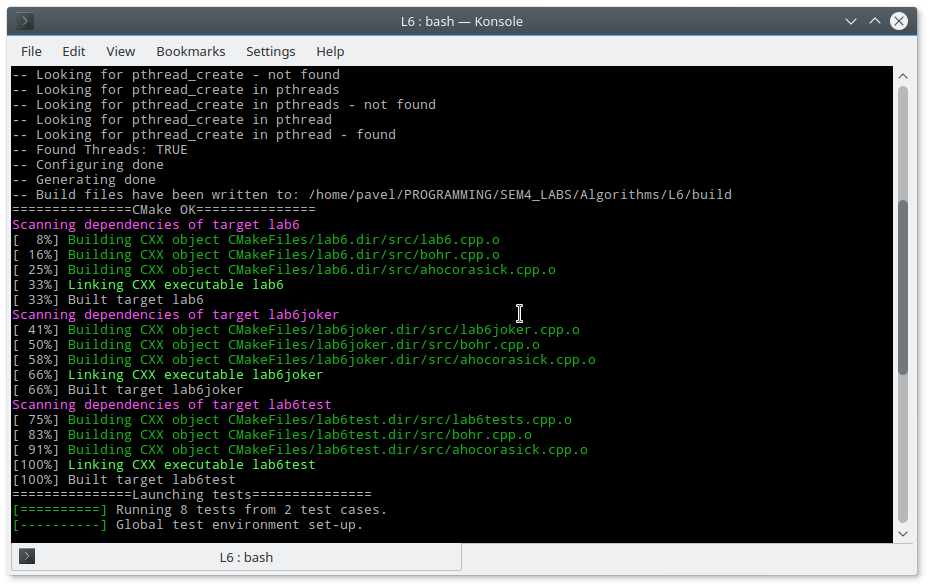 L6 : bash — Konsole
File Edit View Bookmarks Settings Help
-- Looking for pthread_create - not found
-- Looking for pthread_create in pthreads
-- Looking for pthread_create in pthreads - not found
-- Looking for pthread_create in pthread
-- Looking for pthread_create in pthread - found
-- Found Threads: TRUE
-- Configuring done
-- Generating done
-- Build files have been written to: /home/pavel/PROGRAMMING/SEM4_LABS/Algorithms/L6/build
===============CMake OK===============
Scanning dependencies of target lab6
[  8%] Building CXX object CMakeFiles/lab6.dir/src/lab6.cpp.o
[ 16%] Building CXX object CMakeFiles/lab6.dir/src/bohr.cpp.o
[ 25%] Building CXX object CMakeFiles/lab6.dir/src/ahocorasick.cpp.o
[ 33%] Linking CXX executable lab6
[ 33%] Built target lab6
Scanning dependencies of target lab6joker
[ 41%] Building CXX object CMakeFiles/lab6joker.dir/src/lab6joker.cpp.o
[ 50%] Building CXX object CMakeFiles/lab6joker.dir/src/bohr.cpp.o
[ 58%] Building CXX object CMakeFiles/lab6joker.dir/src/ahocorasick.cpp.o
[ 66%] Linking CXX executable lab6joker
[ 66%] Built target lab6joker
Scanning dependencies of target lab6test
[ 75%] Building CXX object CMakeFiles/lab6test.dir/src/lab6tests.cpp.o
[ 83%] Building CXX object CMakeFiles/lab6test.dir/src/bohr.cpp.o
[ 91%] Building CXX object CMakeFiles/lab6test.dir/src/ahocorasick.cpp.o
[100%] Linking CXX executable lab6test
[100%] Built target lab6test
===============Launching tests===============
[==========] Running 8 tests from 2 test cases.
[----------] Global test environment set-up.
L6 : bash